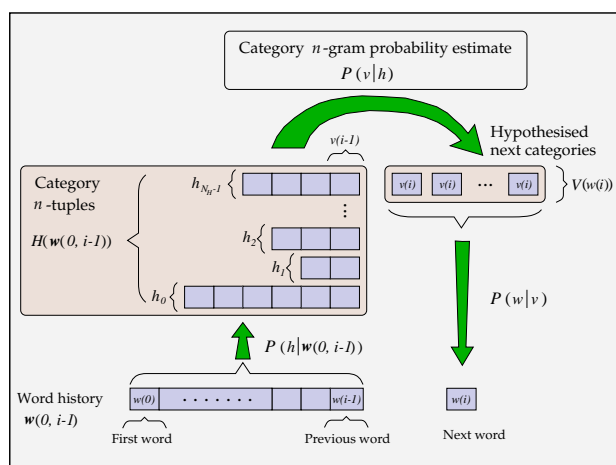 Category n-gram probability estimate
P(v|h)
v(i-1)
Hypothesised
next categories
Category
n-tuples
H(w(0, i-1))
h_{N_H-1}
⋮
h_2
h_1
h_0
v(i) v(i) ... v(i)
V(w(i))
P(w|v)
P(h|w(0, i-1))
Word history
w(0, i-1)
w(0) . . . . . . . w(i-1)
w(i)
First word
Previous word
Next word